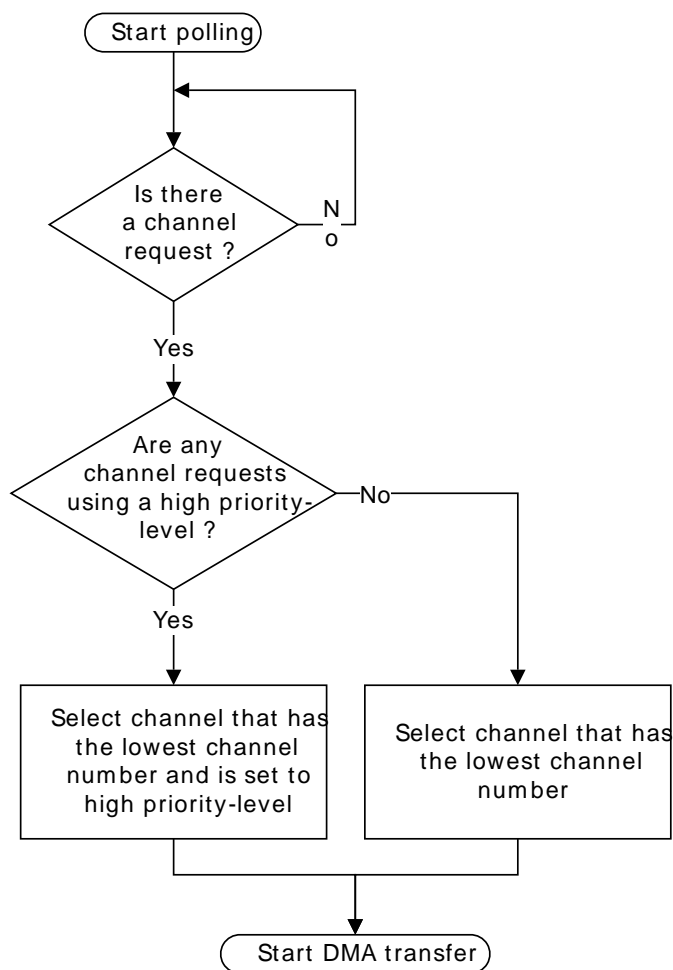 Start polling
Is there
a channel
request ?
N
o
Yes
Are any
channel requests
using a high priority-
level ?
No
Yes
Select channel that has
the lowest channel
number and is set to
high priority-level
Select channel that has
the lowest channel
number
Start DMA transfer